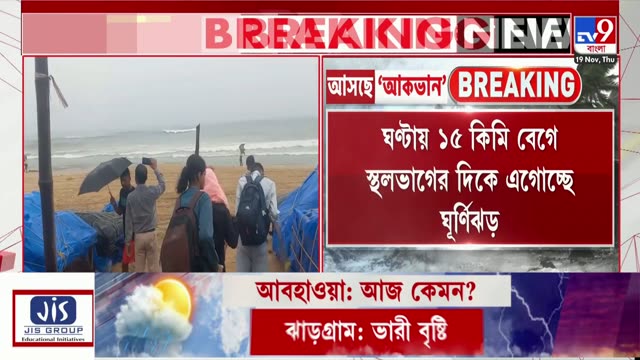 BREAKING NEW
TV9
বাংলা
19 Nov, Thu
আসছে 'আকভান' BREAKING
ঘণ্টায় ১৫ কিমি বেগে
স্থলভাগের দিকে এগোচ্ছে
ঘূর্ণিঝড়
JIS
JIS GROUP
Educational Initiatives
আবহাওয়া: আজ কেমন?
ঝাড়গ্রাম: ভারী বৃষ্টি